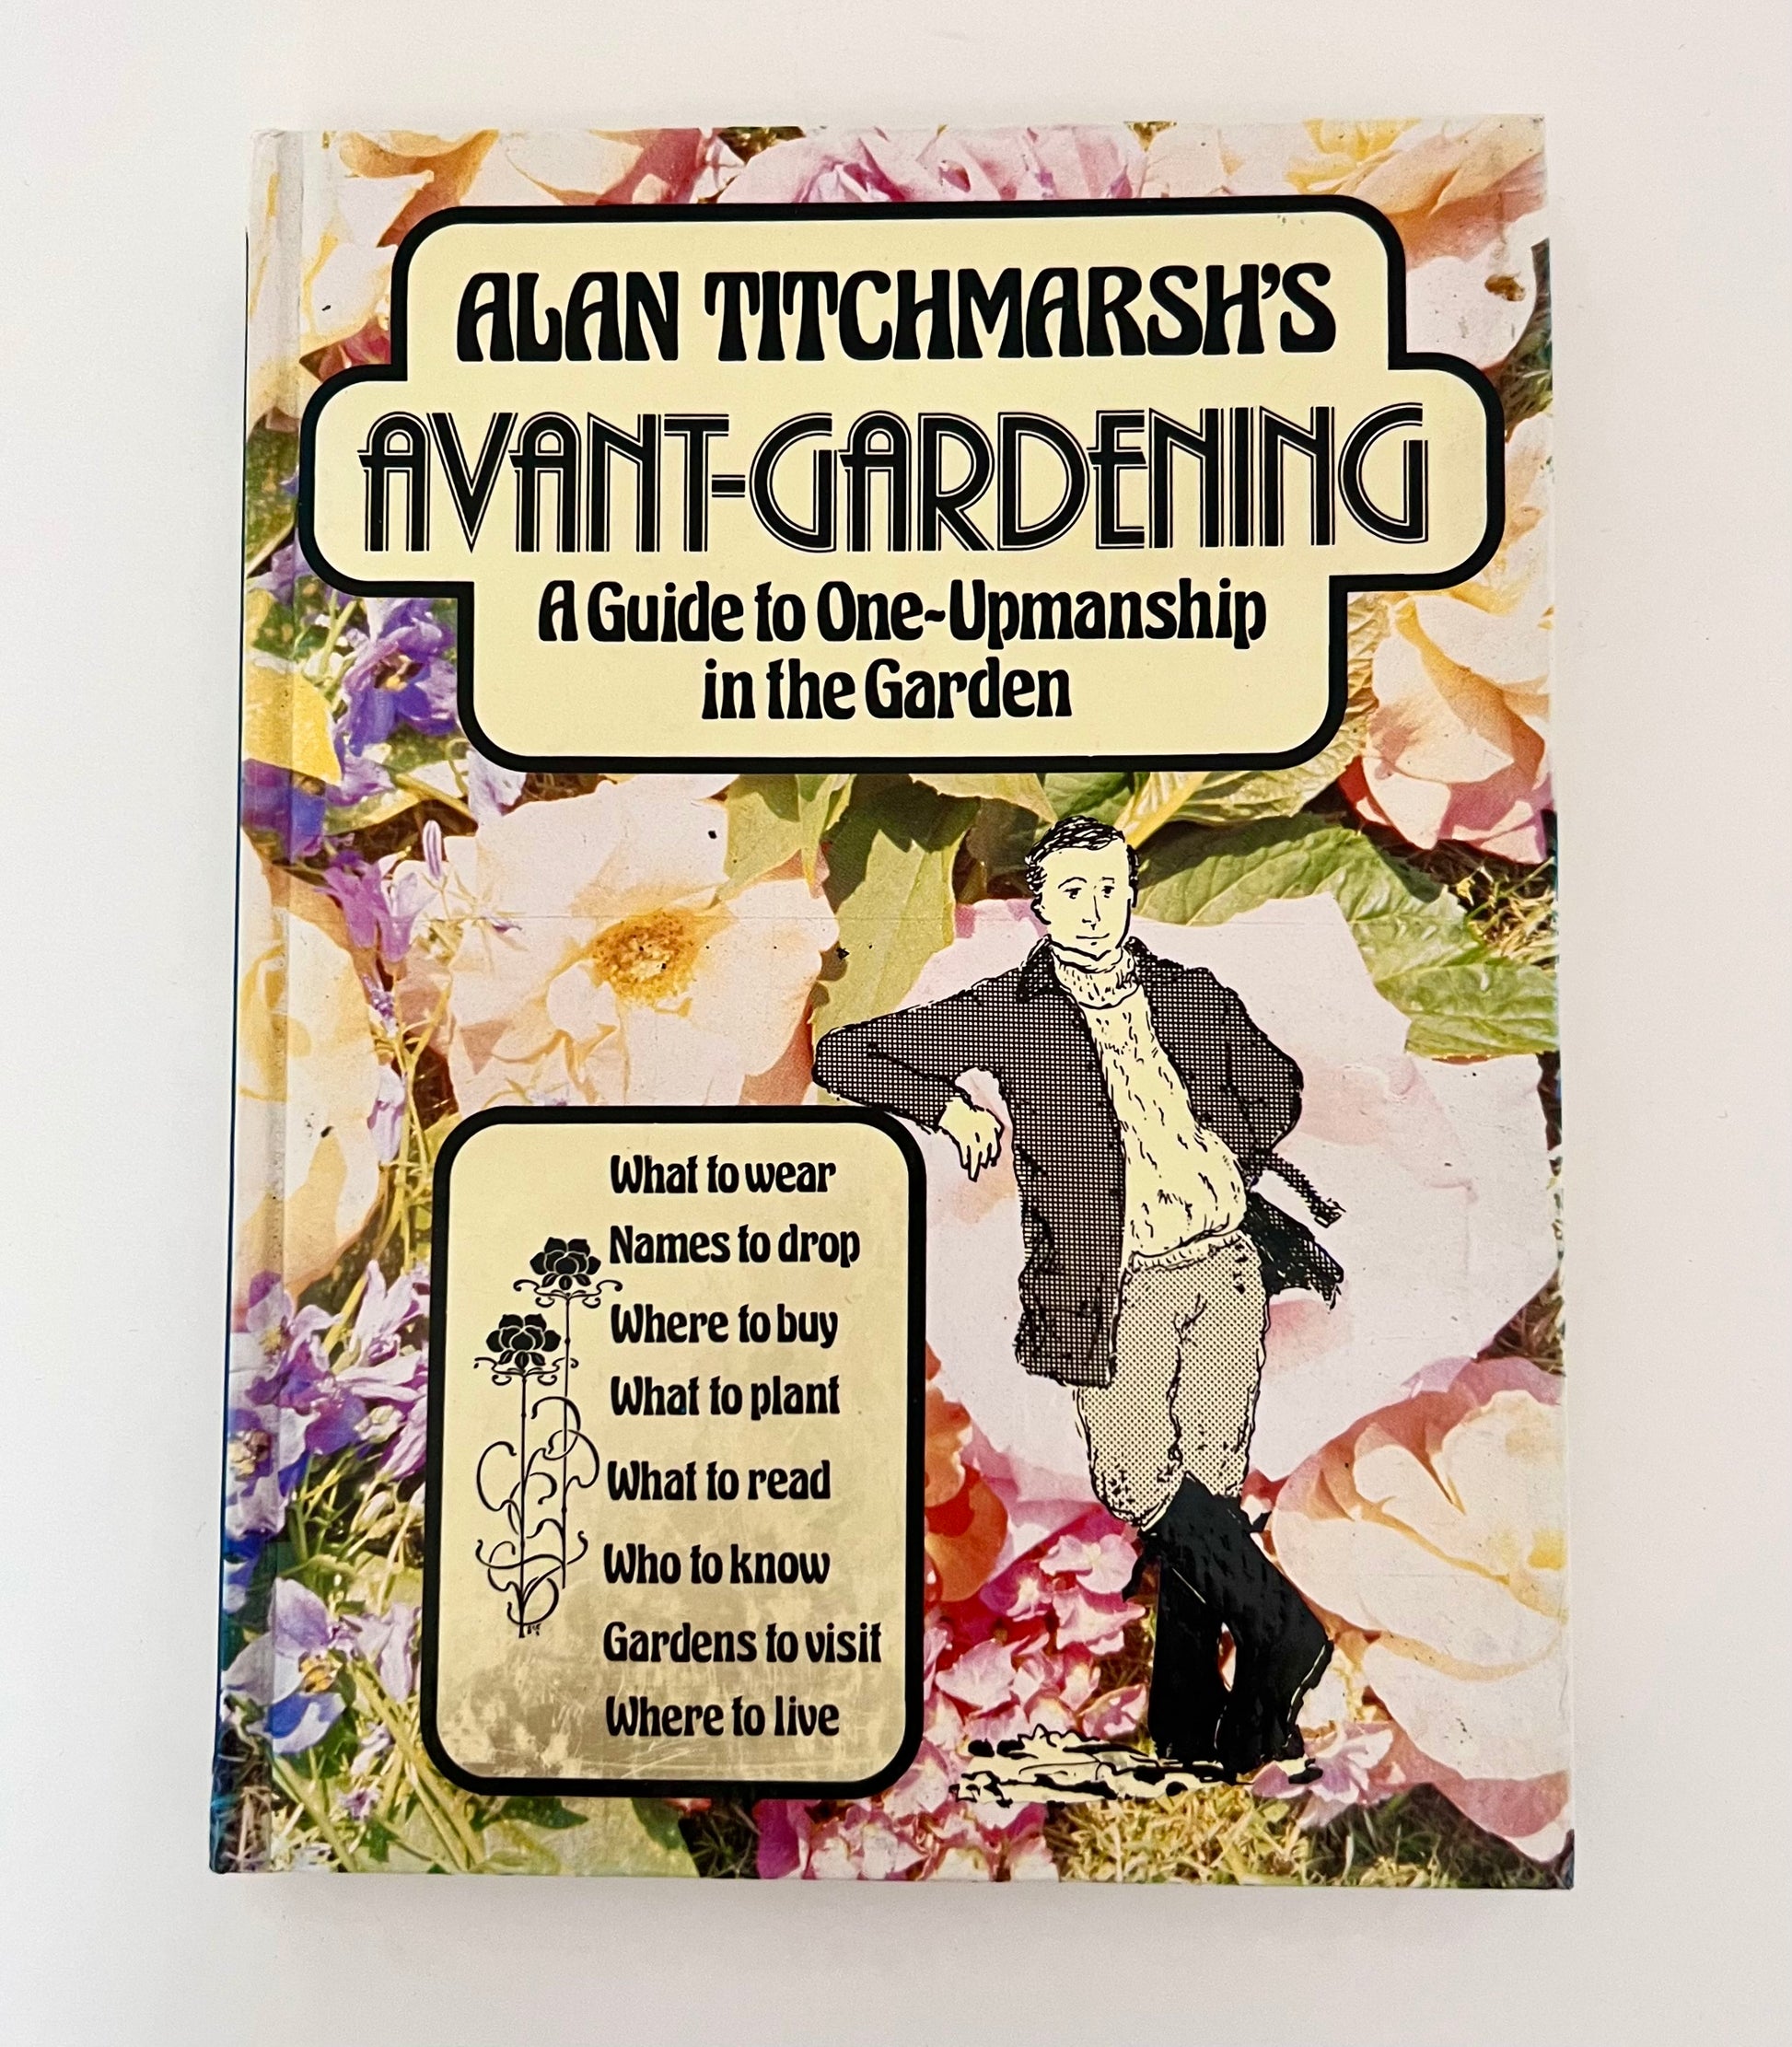 ALAN TITCHMARSH'S
AVANT-GARDENING
A Guide to One-Upmanship
in the Garden
What to wear
Names to drop
Where to buy
What to plant
What to read
Who to know
Gardens to visit
Where to live